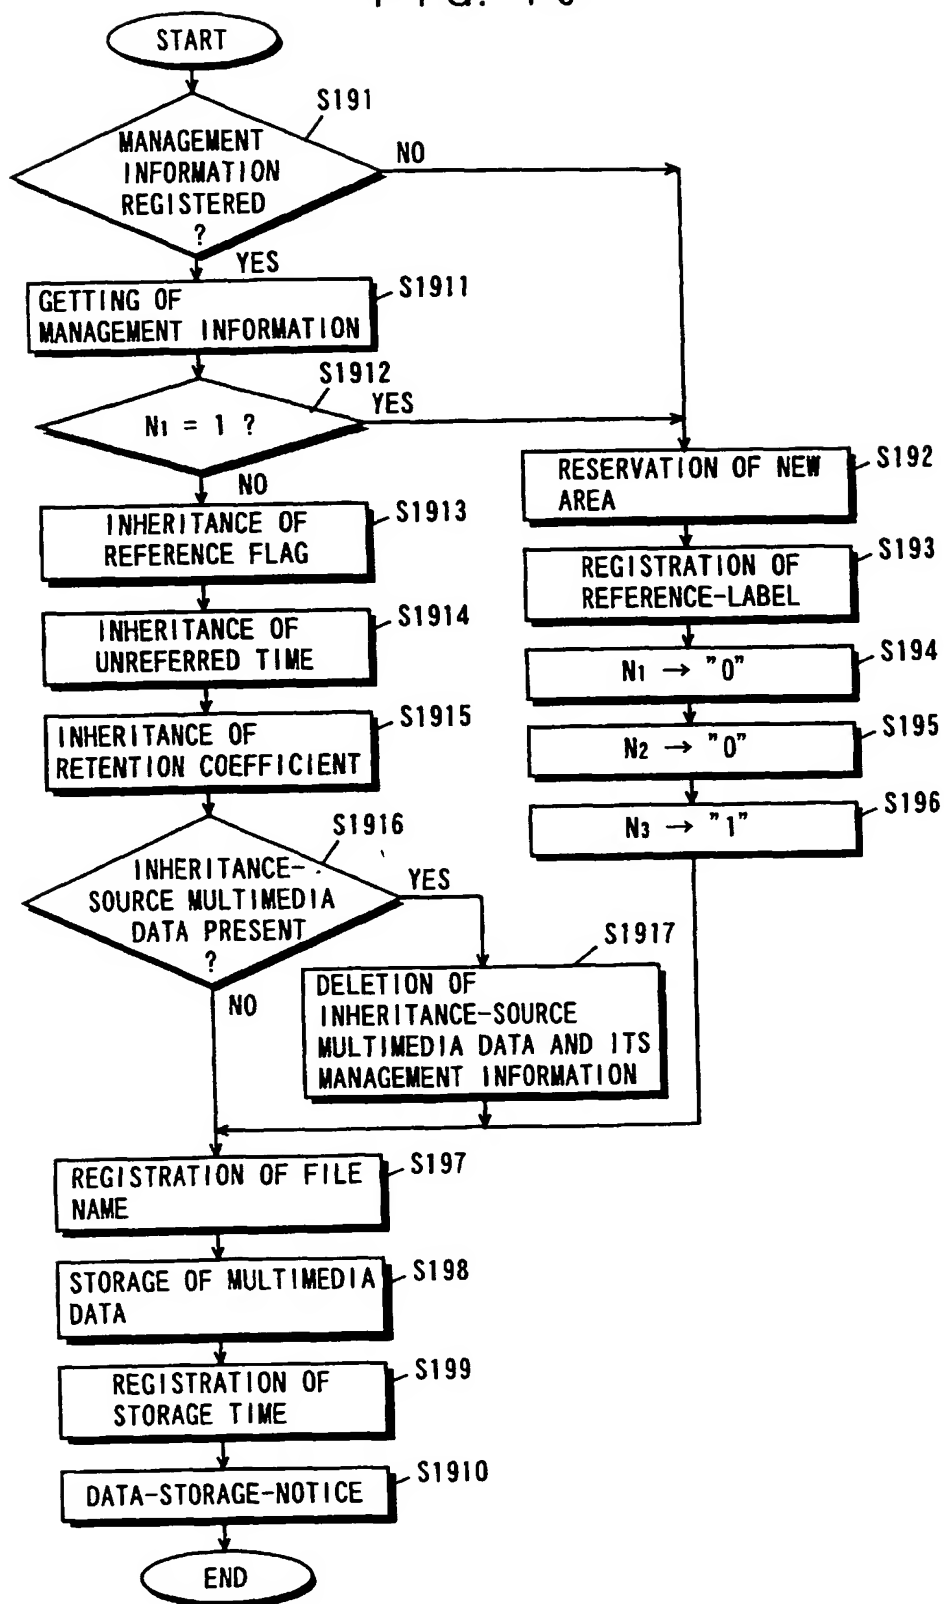 START
S191
MANAGEMENT
INFORMATION
REGISTERED
?
NO
YES
S1911
GETTING OF
MANAGEMENT INFORMATION
S1912
N1 = 1 ?
YES
NO
S192
RESERVATION OF NEW
AREA
S1913
INHERITANCE OF
REFERENCE FLAG
S193
REGISTRATION OF
REFERENCE-LABEL
S1914
INHERITANCE OF
UNREFERRED TIME
S194
N1 → "0"
S1915
INHERITANCE OF
RETENTION COEFFICIENT
S195
N2 → "0"
S196
N3 → "1"
S1916
INHERITANCE-
SOURCE MULTIMEDIA
DATA PRESENT
?
YES
NO
S1917
DELETION OF
INHERITANCE-SOURCE
MULTIMEDIA DATA AND ITS
MANAGEMENT INFORMATION
S197
REGISTRATION OF FILE
NAME
S198
STORAGE OF MULTIMEDIA
DATA
S199
REGISTRATION OF
STORAGE TIME
S1910
DATA-STORAGE-NOTICE
END